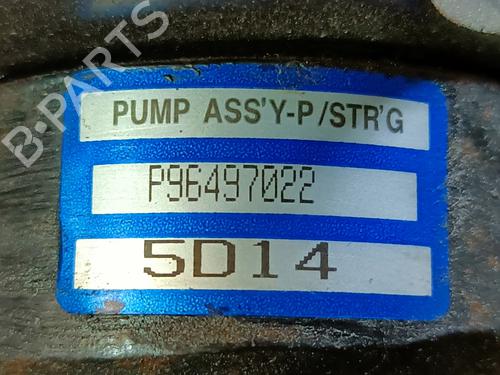 B-PARTS
PUMP ASS'Y-P/STR'G
P96497022
5D14